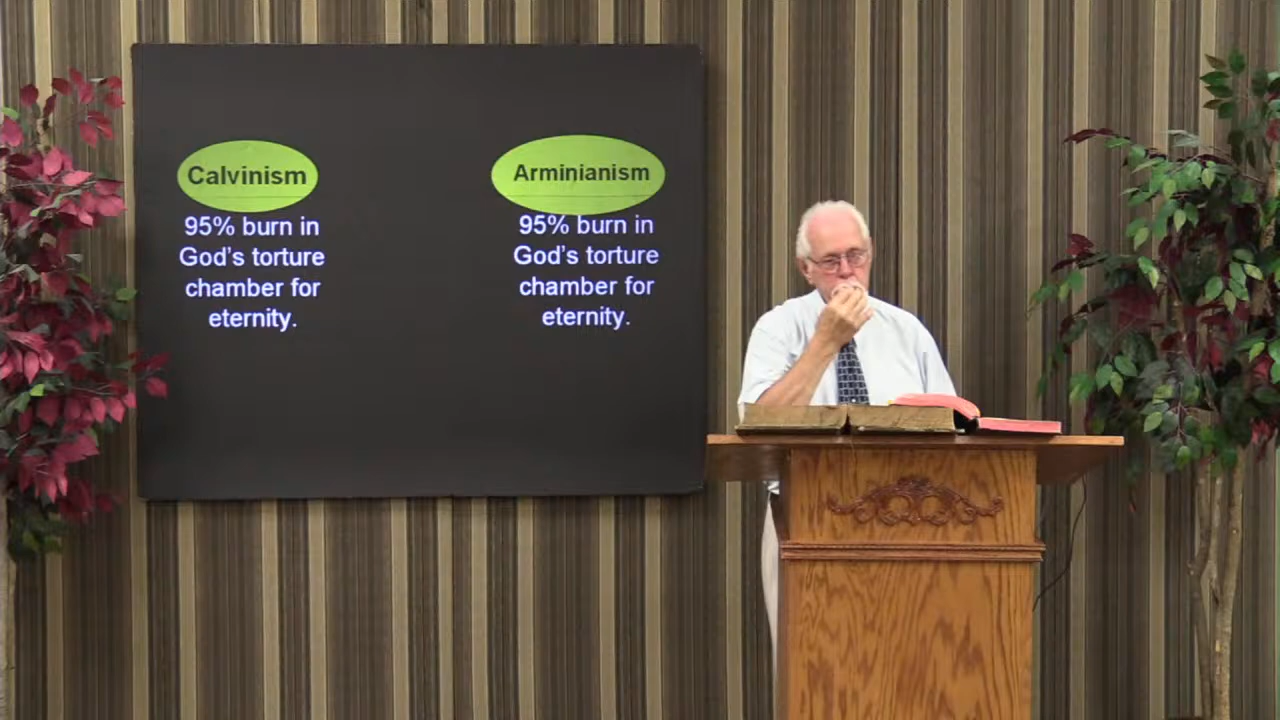 Calvinism
95% burn in
God's torture
chamber for
eternity.
Arminianism
95% burn in
God's torture
chamber for
eternity.